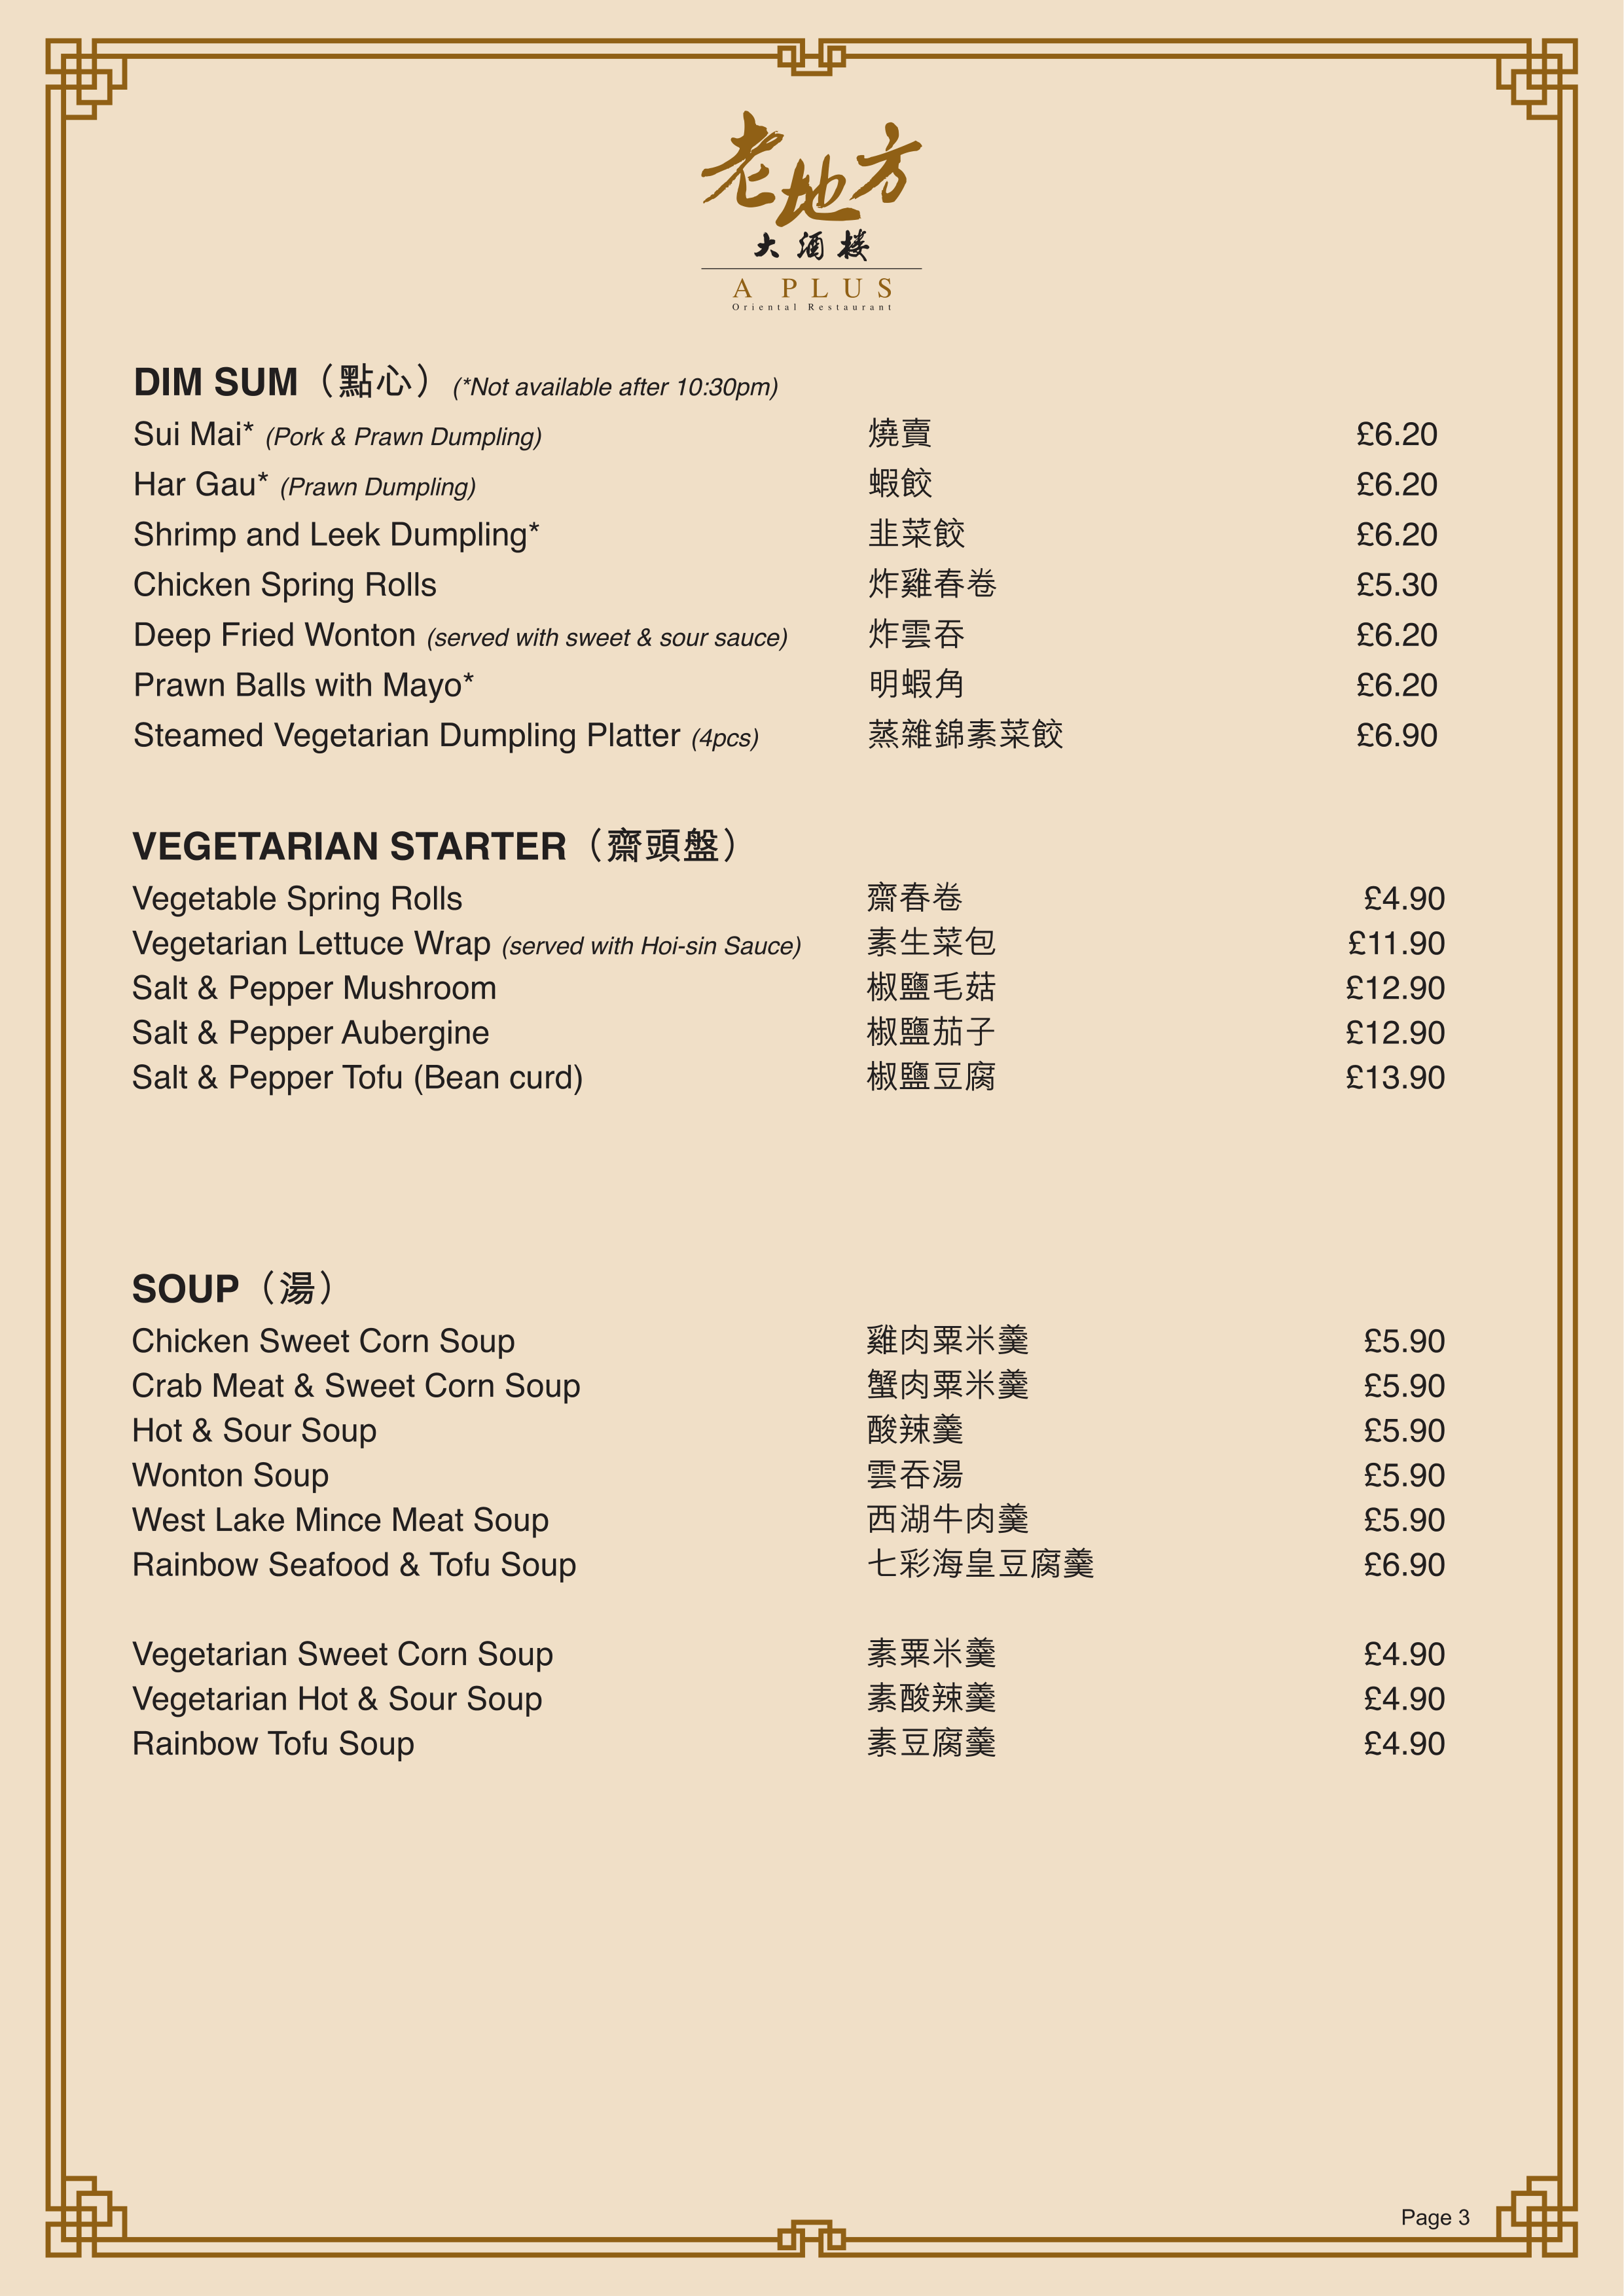 老地方
大酒楼
A PLUS
Oriental Restaurant
DIM SUM（點心）(*Not available after 10:30pm)
Sui Mai* (Pork & Prawn Dumpling) 燒賣 £6.20
Har Gau* (Prawn Dumpling) 蝦餃 £6.20
Shrimp and Leek Dumpling* 韭菜餃 £6.20
Chicken Spring Rolls 炸雞春卷 £5.30
Deep Fried Wonton (served with sweet & sour sauce) 炸雲吞 £6.20
Prawn Balls with Mayo* 明蝦角 £6.20
Steamed Vegetarian Dumpling Platter (4pcs) 蒸雜錦素菜餃 £6.90
VEGETARIAN STARTER（齋頭盤）
Vegetable Spring Rolls 齋春卷 £4.90
Vegetarian Lettuce Wrap (served with Hoi-sin Sauce) 素生菜包 £11.90
Salt & Pepper Mushroom 椒鹽毛菇 £12.90
Salt & Pepper Aubergine 椒鹽茄子 £12.90
Salt & Pepper Tofu (Bean curd) 椒鹽豆腐 £13.90
SOUP（湯）
Chicken Sweet Corn Soup 雞肉粟米羹 £5.90
Crab Meat & Sweet Corn Soup 蟹肉粟米羹 £5.90
Hot & Sour Soup 酸辣羹 £5.90
Wonton Soup 雲吞湯 £5.90
West Lake Mince Meat Soup 西湖牛肉羹 £5.90
Rainbow Seafood & Tofu Soup 七彩海皇豆腐羹 £6.90
Vegetarian Sweet Corn Soup 素粟米羹 £4.90
Vegetarian Hot & Sour Soup 素酸辣羹 £4.90
Rainbow Tofu Soup 素豆腐羹 £4.90
Page 3